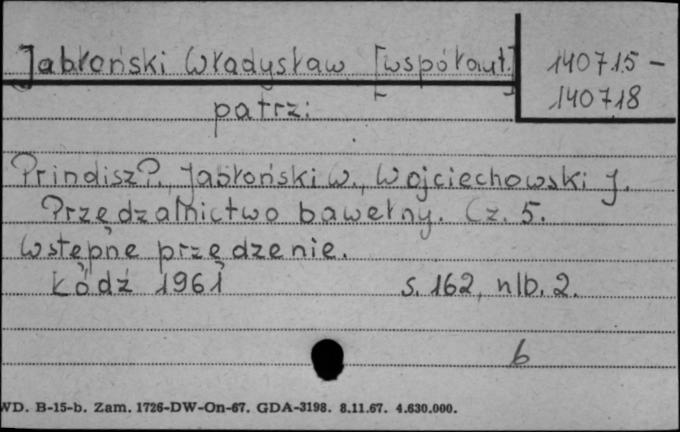 Jabłoński Władysław [współaut.]
140715 -
140718
patrz:
Prindisz P., Jabłoński W., Wojciechowski J.
Przędzalnictwo bawełny. Cz. 5.
Wstępne przędzenie.
Łódź 1961 s. 162, nlb. 2.
b
WD. B-15-b. Zam. 1726-DW-On-67. GDA-3198. 8.11.67. 4.630.000.